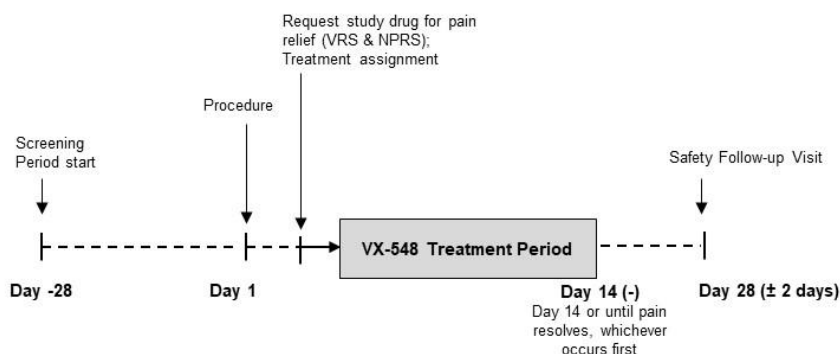 Request study drug for pain
relief (VRS & NPRS);
Treatment assignment
Procedure
Screening
Period start
Safety Follow-up Visit
VX-548 Treatment Period
Day -28
Day 1
Day 14 (-)
Day 28 (± 2 days)
Day 14 or until pain
resolves, whichever
occurs first